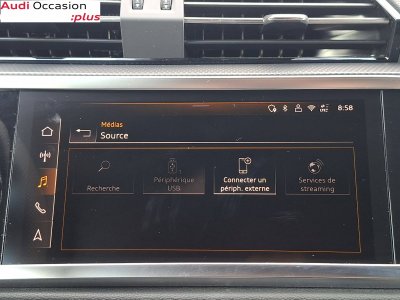 Audi Occasion
:plus
8:58
Médias
Source
Recherche
Périphérique
USB
Connecter un
périph. externe
Services de
streaming